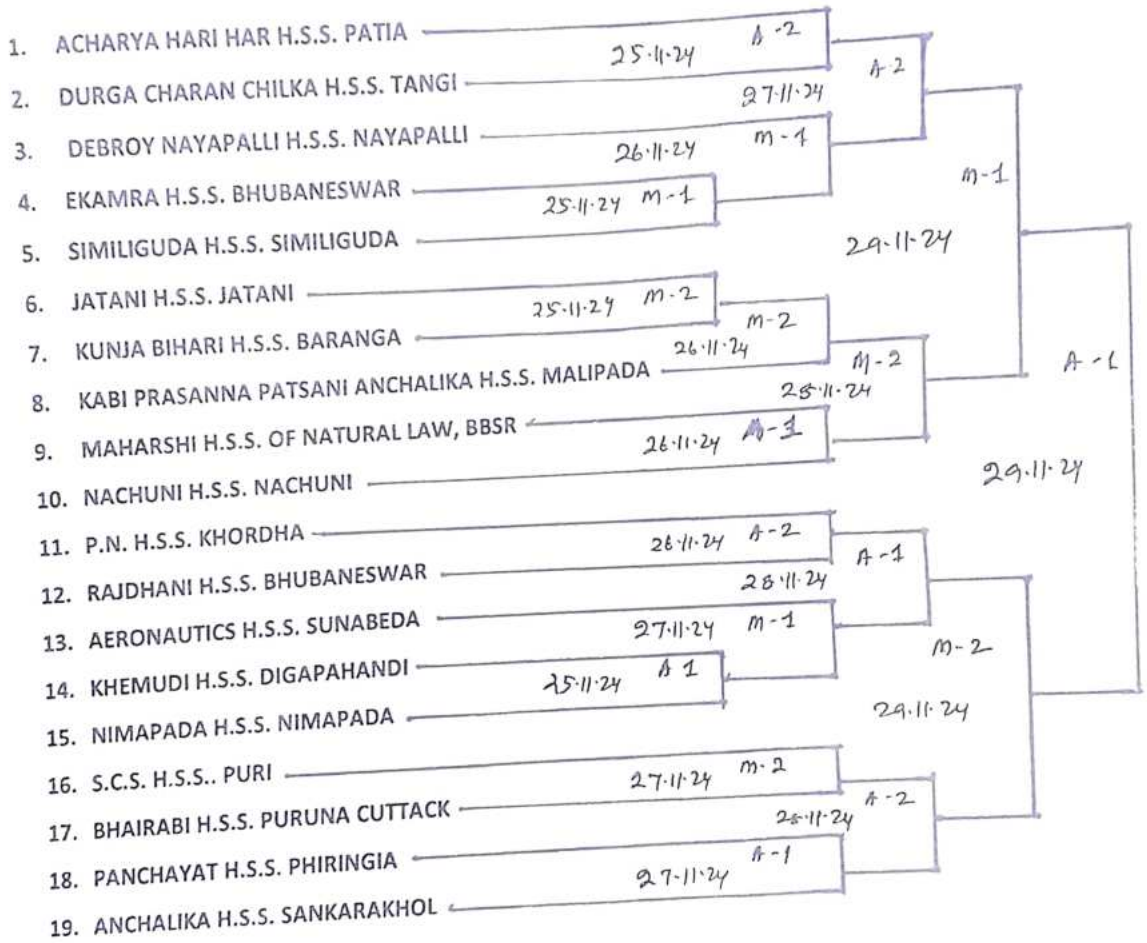 1. ACHARYA HARI HAR H.S.S. PATIA
25.11.24 A-2
2. DURGA CHARAN CHILKA H.S.S. TANGI
27.11.24 A-2
3. DEBROY NAYAPALLI H.S.S. NAYAPALLI
26.11.24 M-1
4. EKAMRA H.S.S. BHUBANESWAR
25.11.24 M-1
M-1
5. SIMILIGUDA H.S.S. SIMILIGUDA
29.11.24
6. JATANI H.S.S. JATANI
25.11.24 M-2
7. KUNJA BIHARI H.S.S. BARANGA
26.11.24 M-2
8. KABI PRASANNA PATSANI ANCHALIKA H.S.S. MALIPADA
28.11.24 M-2
A-1
9. MAHARSHI H.S.S. OF NATURAL LAW, BBSR
26.11.24 M-1
10. NACHUNI H.S.S. NACHUNI
29.11.24
11. P.N. H.S.S. KHORDHA
26.11.24 A-2
12. RAJDHANI H.S.S. BHUBANESWAR
28.11.24 A-1
13. AERONAUTICS H.S.S. SUNABEDA
27.11.24 M-1
14. KHEMUDI H.S.S. DIGAPAHANDI
25.11.24 A 1
M-2
15. NIMAPADA H.S.S. NIMAPADA
29.11.24
16. S.C.S. H.S.S.. PURI
27.11.24 M-2
17. BHAIRABI H.S.S. PURUNA CUTTACK
28.11.24 A-2
18. PANCHAYAT H.S.S. PHIRINGIA
27.11.24 A-1
19. ANCHALIKA H.S.S. SANKARAKHOL